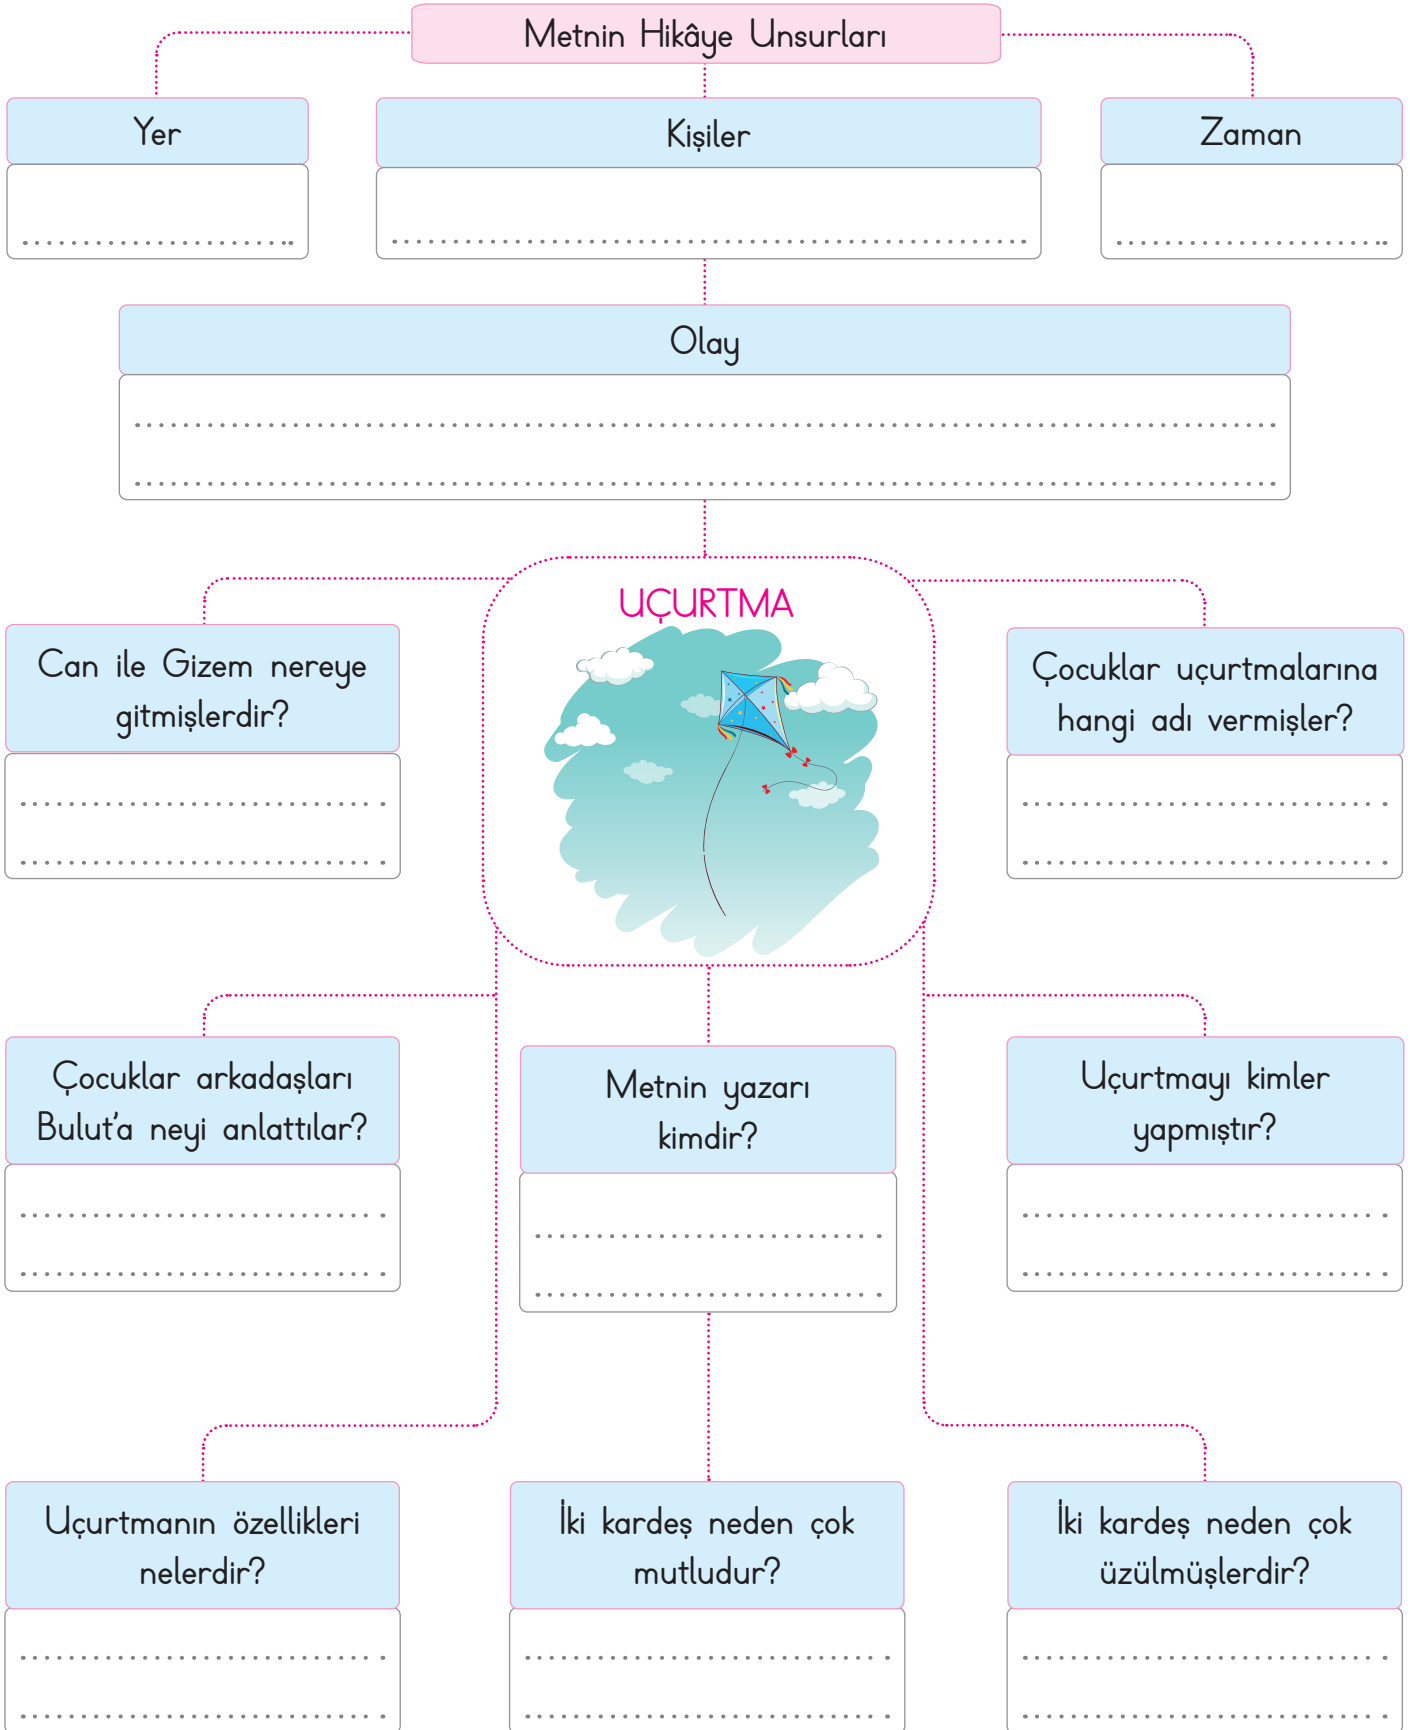 Metnin Hikâye Unsurları
Yer
Kişiler
Zaman
Olay
UÇURTMA
Can ile Gizem nereye
gitmişlerdir?
Çocuklar uçurtmalarına
hangi adı vermişler?
Çocuklar arkadaşları
Bulut'a neyi anlattılar?
Metnin yazarı
kimdir?
Uçurtmayı kimler
yapmıştır?
Uçurtmanın özellikleri
nelerdir?
İki kardeş neden çok
mutludur?
İki kardeş neden çok
üzülmüşlerdir?